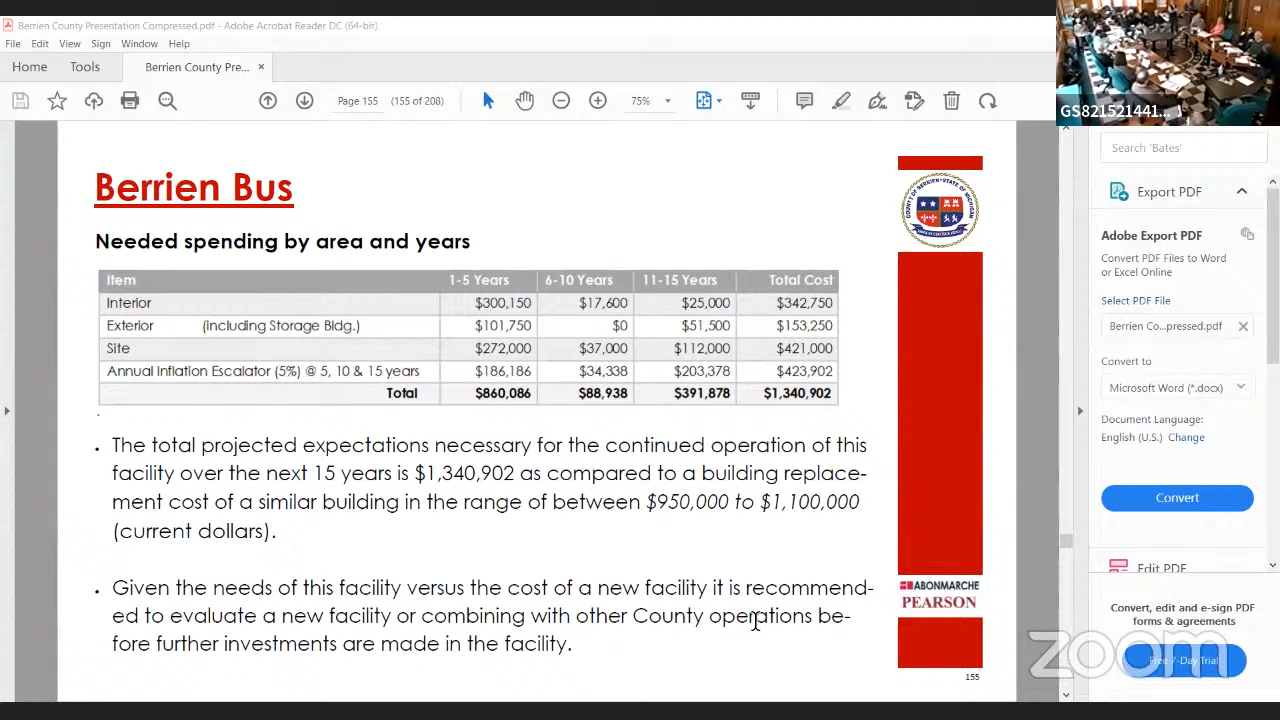 Berrien County Presentation Compressed.pdf - Adobe Acrobat Reader DC (64-bit)
File Edit View Sign Window Help
Home Tools Berrien County Pre... ×
Page 155 (155 of 208) 75%
GS821521441...
Berrien Bus
Needed spending by area and years
Item 1-5 Years 6-10 Years 11-15 Years Total Cost
Interior $300,150 $17,600 $25,000 $342,750
Exterior (including Storage Bldg.) $101,750 $0 $51,500 $153,250
Site $272,000 $37,000 $112,000 $421,000
Annual Inflation Escalator (5%) @ 5, 10 & 15 years $186,186 $34,338 $203,378 $423,902
Total $860,086 $88,938 $391,878 $1,340,902
• The total projected expectations necessary for the continued operation of this
facility over the next 15 years is $1,340,902 as compared to a building replace-
ment cost of a similar building in the range of between $950,000 to $1,100,000
(current dollars).
• Given the needs of this facility versus the cost of a new facility it is recommend-
ed to evaluate a new facility or combining with other County operations be-
fore further investments are made in the facility.
ABONMARCHE
PEARSON
155
Search 'Bates'
Export PDF
Adobe Export PDF
Convert PDF Files to Word
or Excel Online
Select PDF File
Berrien Co...pressed.pdf
Convert to
Microsoft Word (*.docx)
Document Language:
English (U.S.) Change
Convert
Edit PDF
Convert, edit and e-sign PDF
forms & agreements
Free 7-Day Trial
zoom